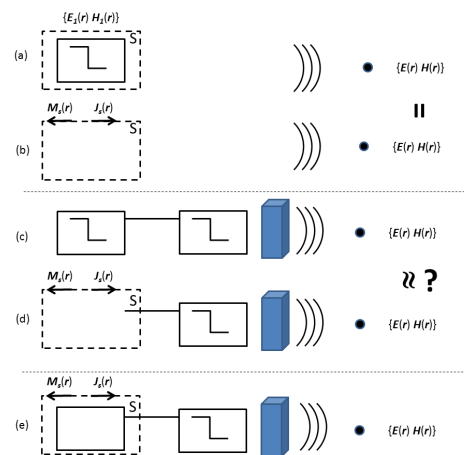 {E₁(r) H₁(r)}
S
(a)
{E(r) H(r)}
Mₛ(r) Jₛ(r)
=
S
(b)
{E(r) H(r)}
(c)
{E(r) H(r)}
≈ ?
Mₛ(r) Jₛ(r)
S
(d)
{E(r) H(r)}
Mₛ(r) Jₛ(r)
S
(e)
{E(r) H(r)}